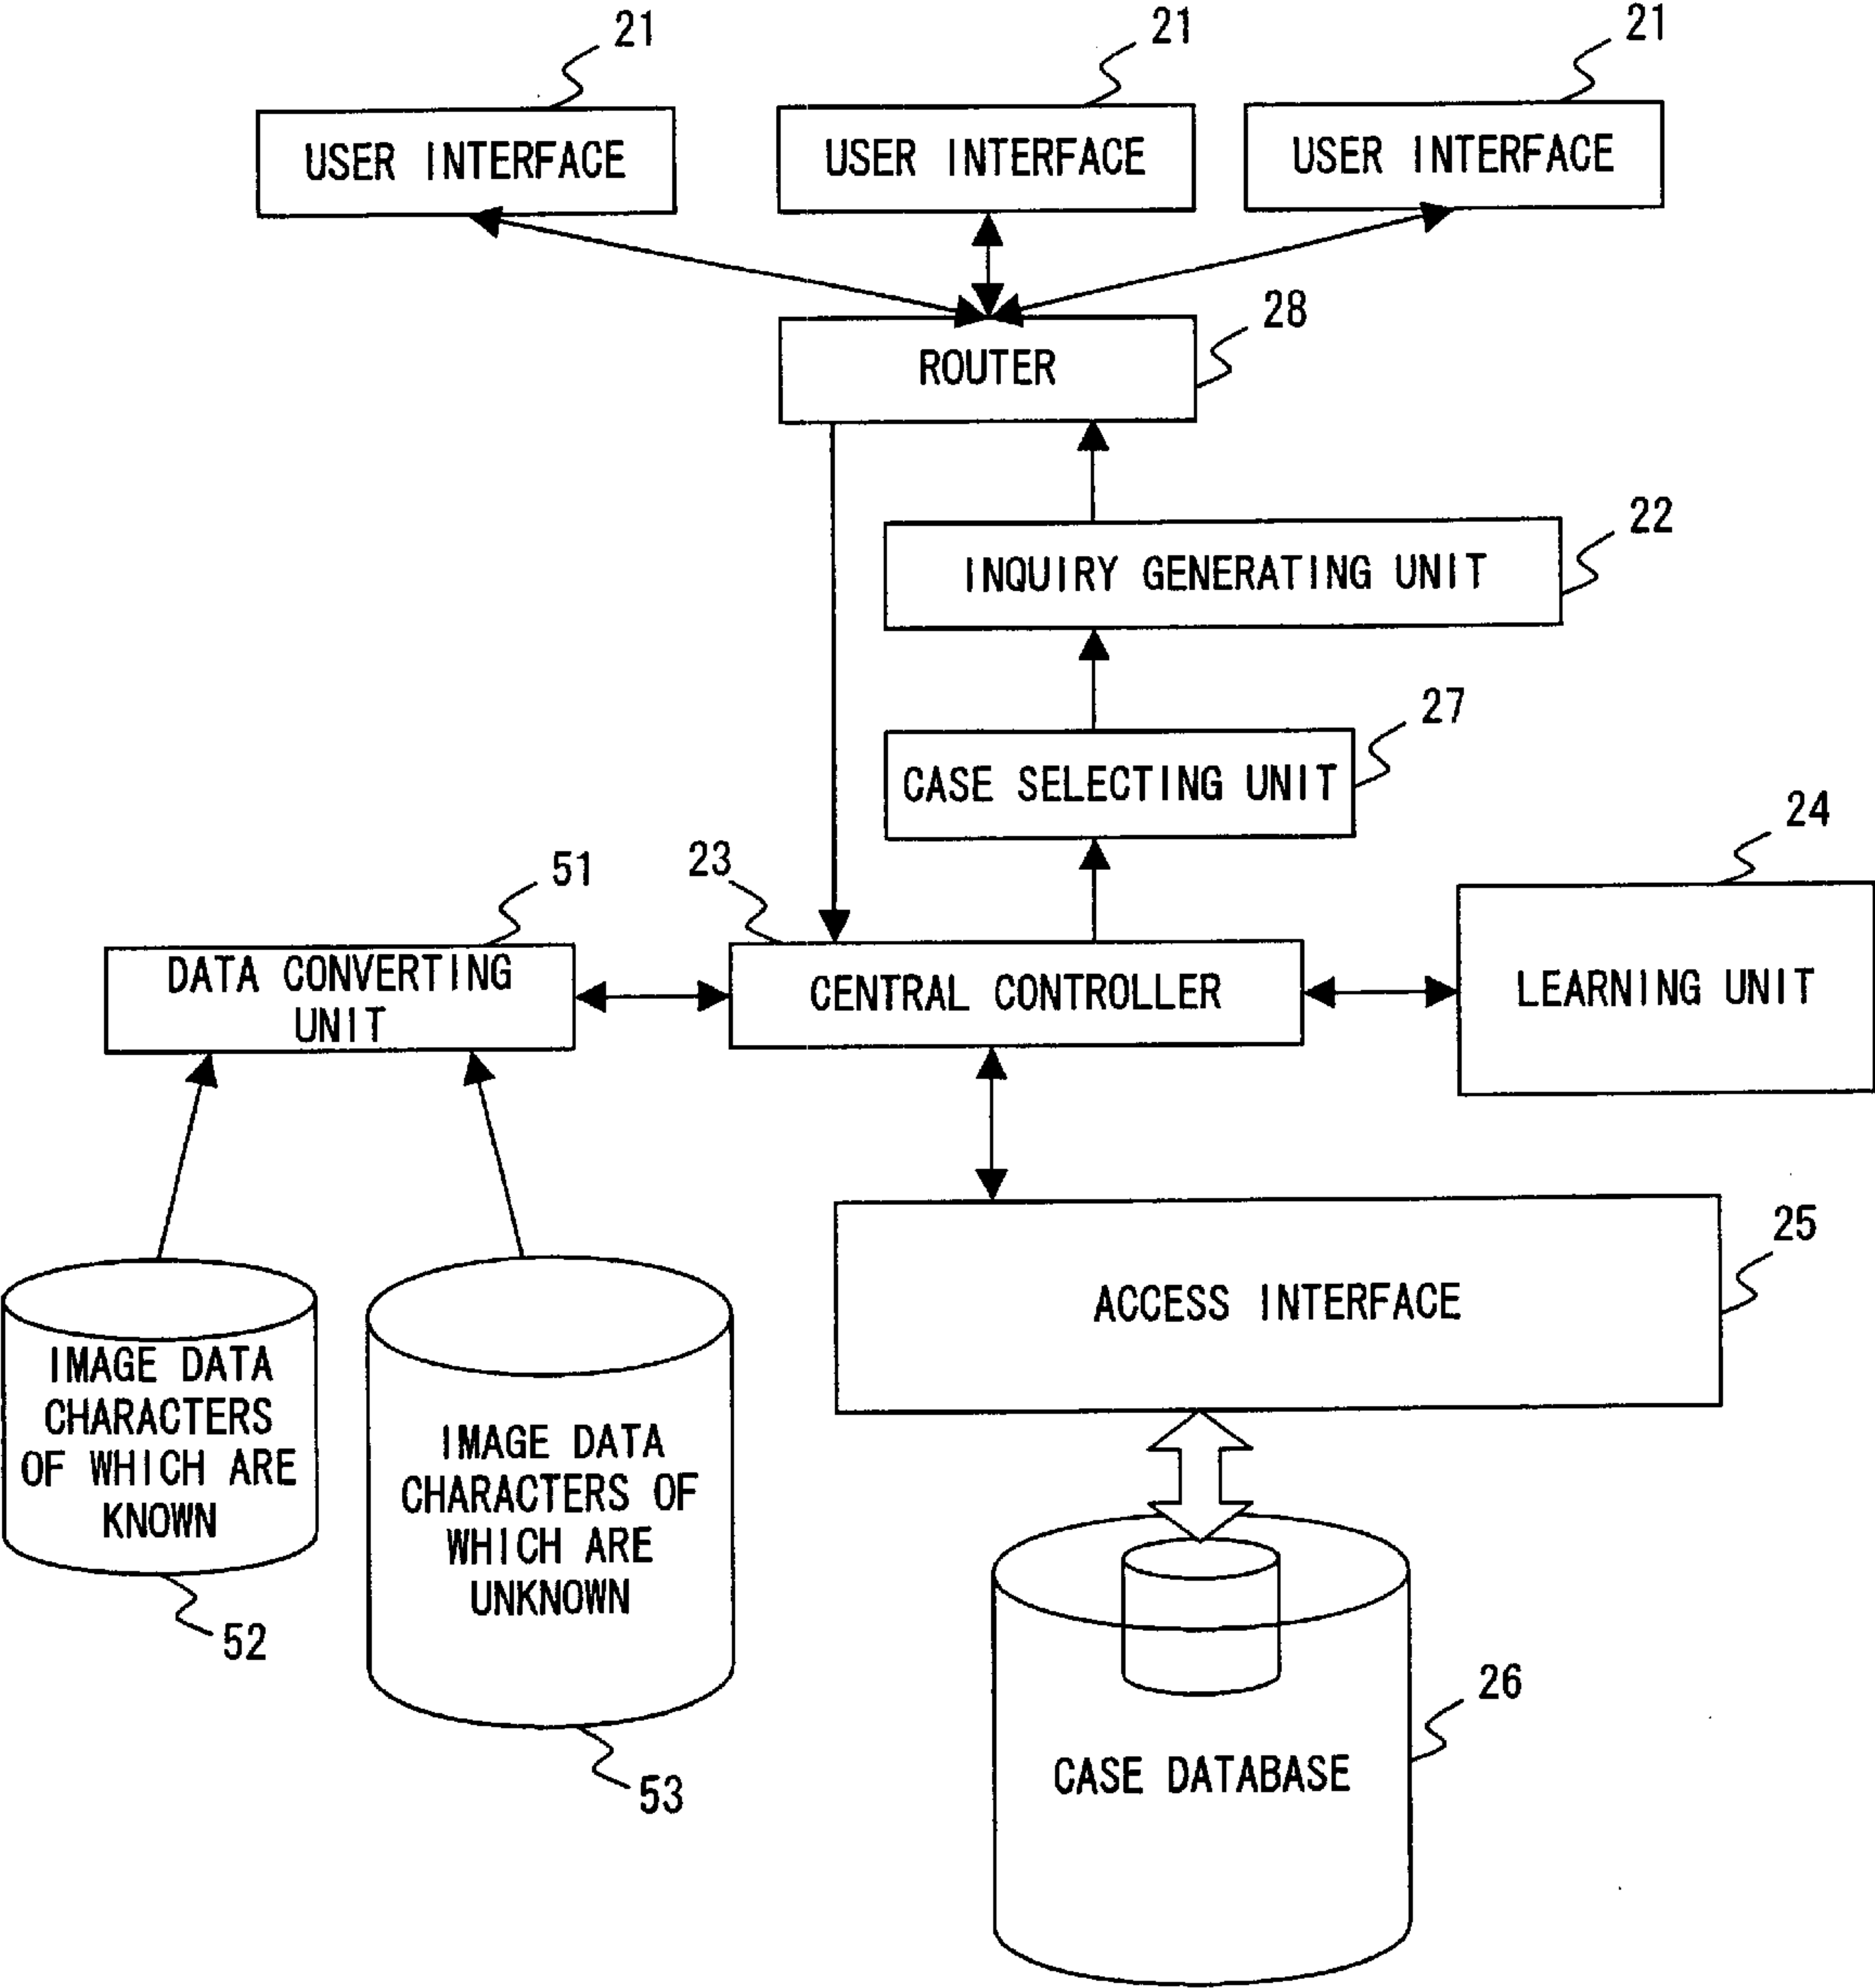 21
21
21
USER INTERFACE
USER INTERFACE
USER INTERFACE
28
ROUTER
22
INQUIRY GENERATING UNIT
27
CASE SELECTING UNIT
24
23
51
DATA CONVERTING
UNIT
CENTRAL CONTROLLER
LEARNING UNIT
25
ACCESS INTERFACE
IMAGE DATA
CHARACTERS
OF WHICH ARE
KNOWN
52
IMAGE DATA
CHARACTERS OF
WHICH ARE
UNKNOWN
53
26
CASE DATABASE